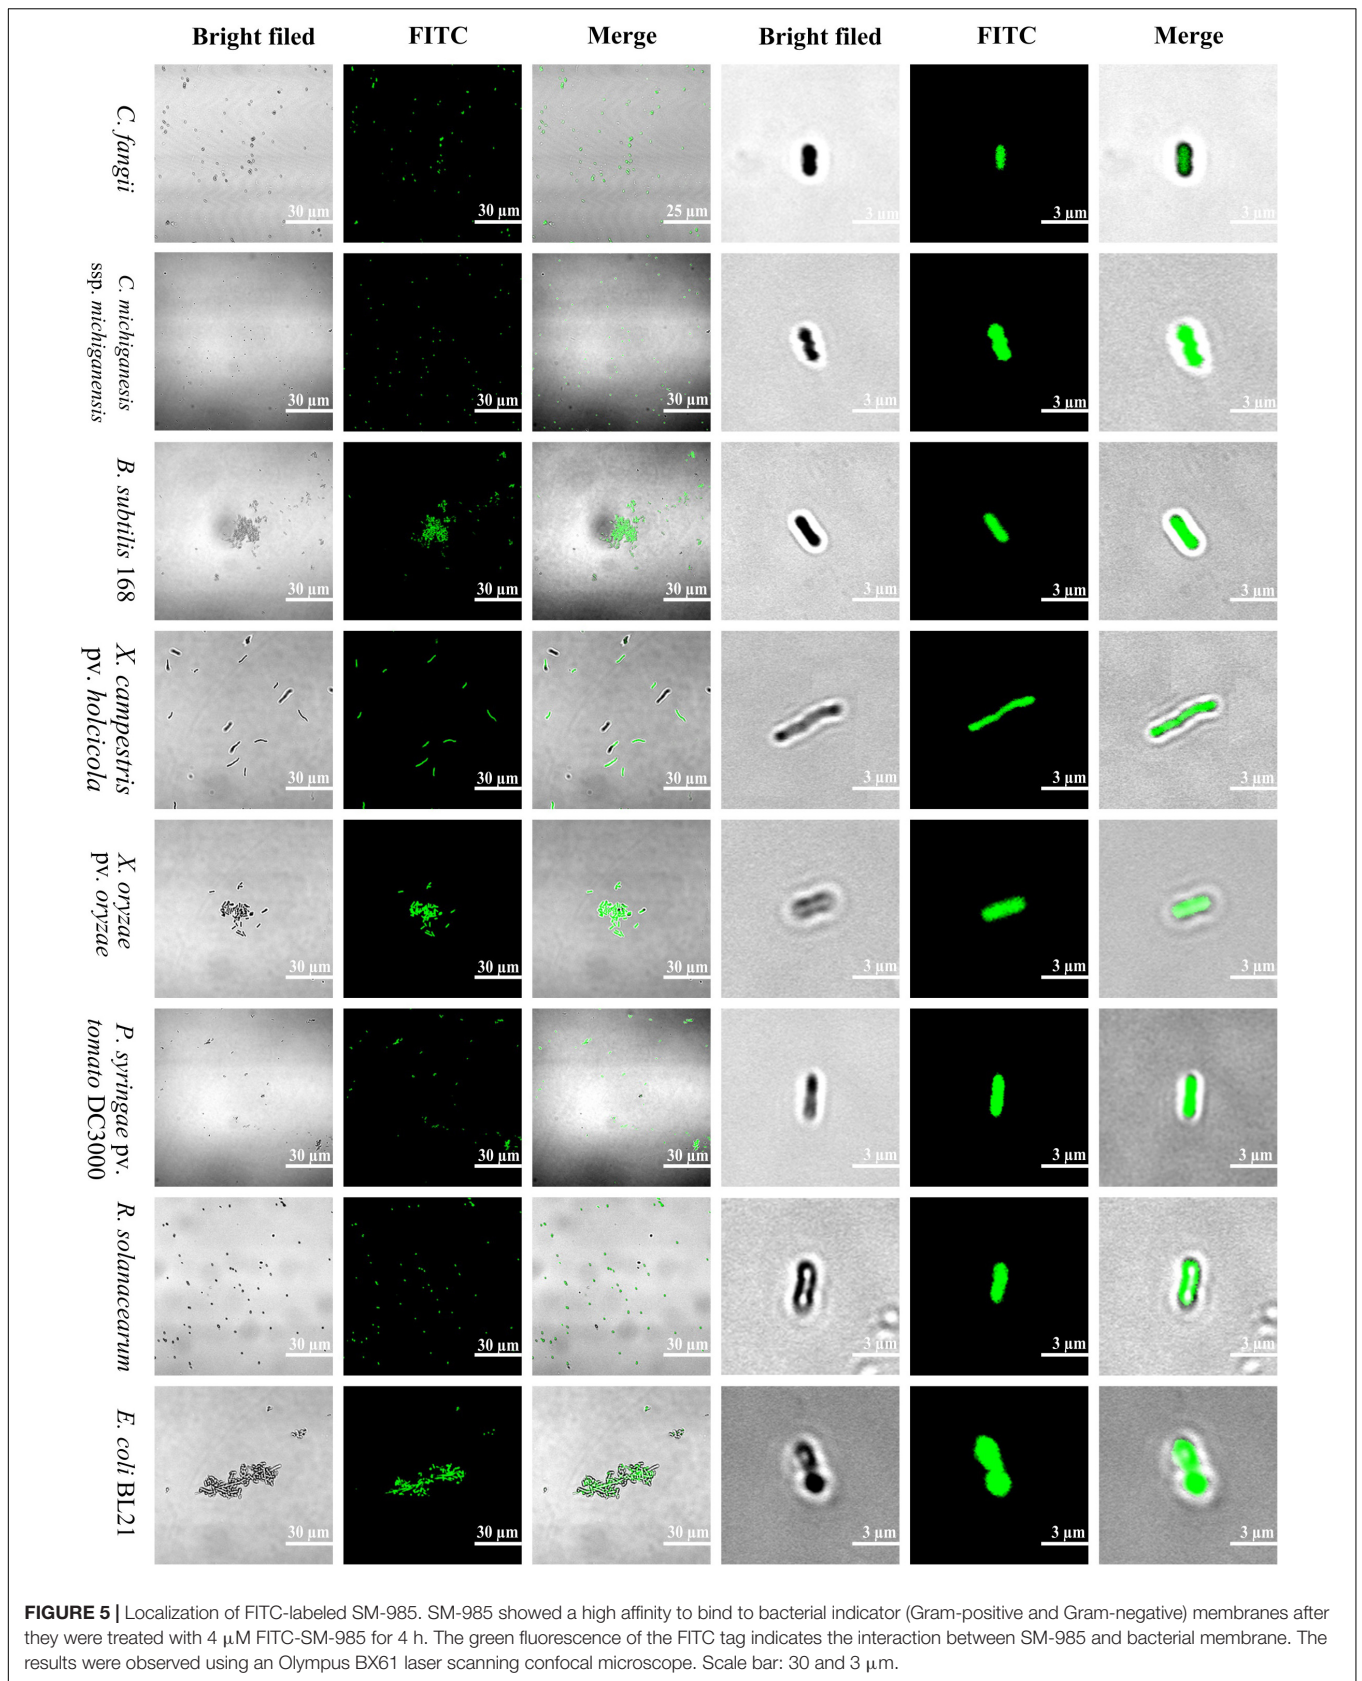 Bright filed FITC Merge Bright filed FITC Merge
C. fangii
30 µm 30 µm 25 µm 3 µm 3 µm 3 µm
C. michiganesis
ssp. michiganensis
30 µm 30 µm 30 µm 3 µm 3 µm 3 µm
B. subtilis 168
30 µm 30 µm 30 µm 3 µm 3 µm 3 µm
X. campestris
pv. holcicola
30 µm 30 µm 30 µm 3 µm 3 µm 3 µm
X. oryzae
pv. oryzae
30 µm 30 µm 30 µm 3 µm 3 µm 3 µm
P. syringae pv.
tomato DC3000
30 µm 30 µm 30 µm 3 µm 3 µm 3 µm
R. solanacearum
30 µm 30 µm 30 µm 3 µm 3 µm 3 µm
E. coli BL21
30 µm 30 µm 30 µm 3 µm 3 µm 3 µm
FIGURE 5 | Localization of FITC-labeled SM-985. SM-985 showed a high affinity to bind to bacterial indicator (Gram-positive and Gram-negative) membranes after
they were treated with 4 µM FITC-SM-985 for 4 h. The green fluorescence of the FITC tag indicates the interaction between SM-985 and bacterial membrane. The
results were observed using an Olympus BX61 laser scanning confocal microscope. Scale bar: 30 and 3 µm.